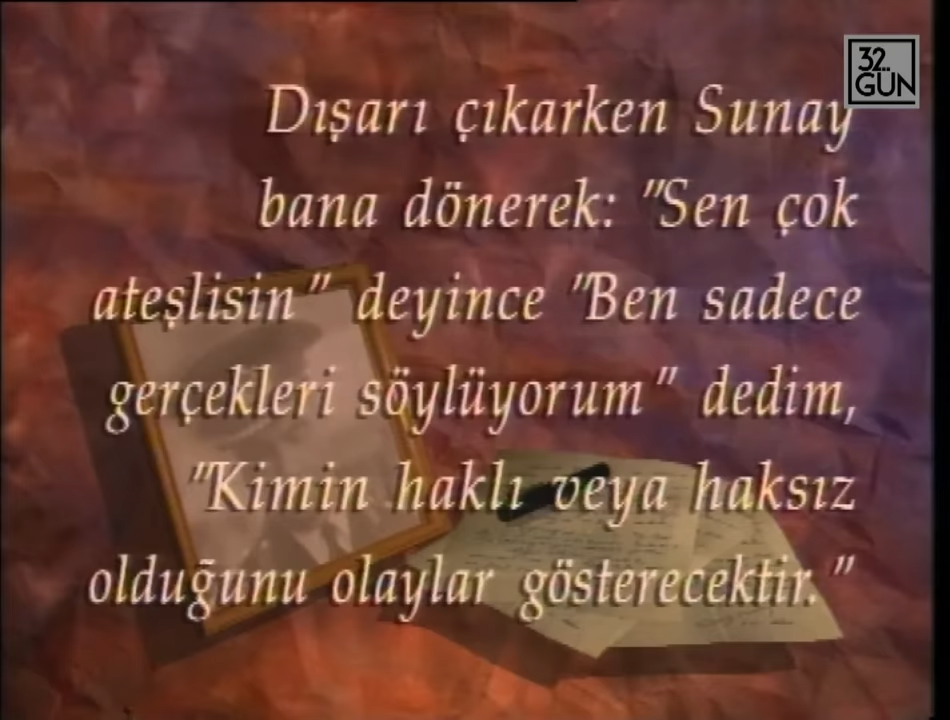 32.
GÜN
Dışarı çıkarken Sunay
bana dönerek: "Sen çok
ateşlisin" deyince "Ben sadece
gerçekleri söylüyorum" dedim,
"Kimin haklı veya haksız
olduğunu olaylar gösterecektir."